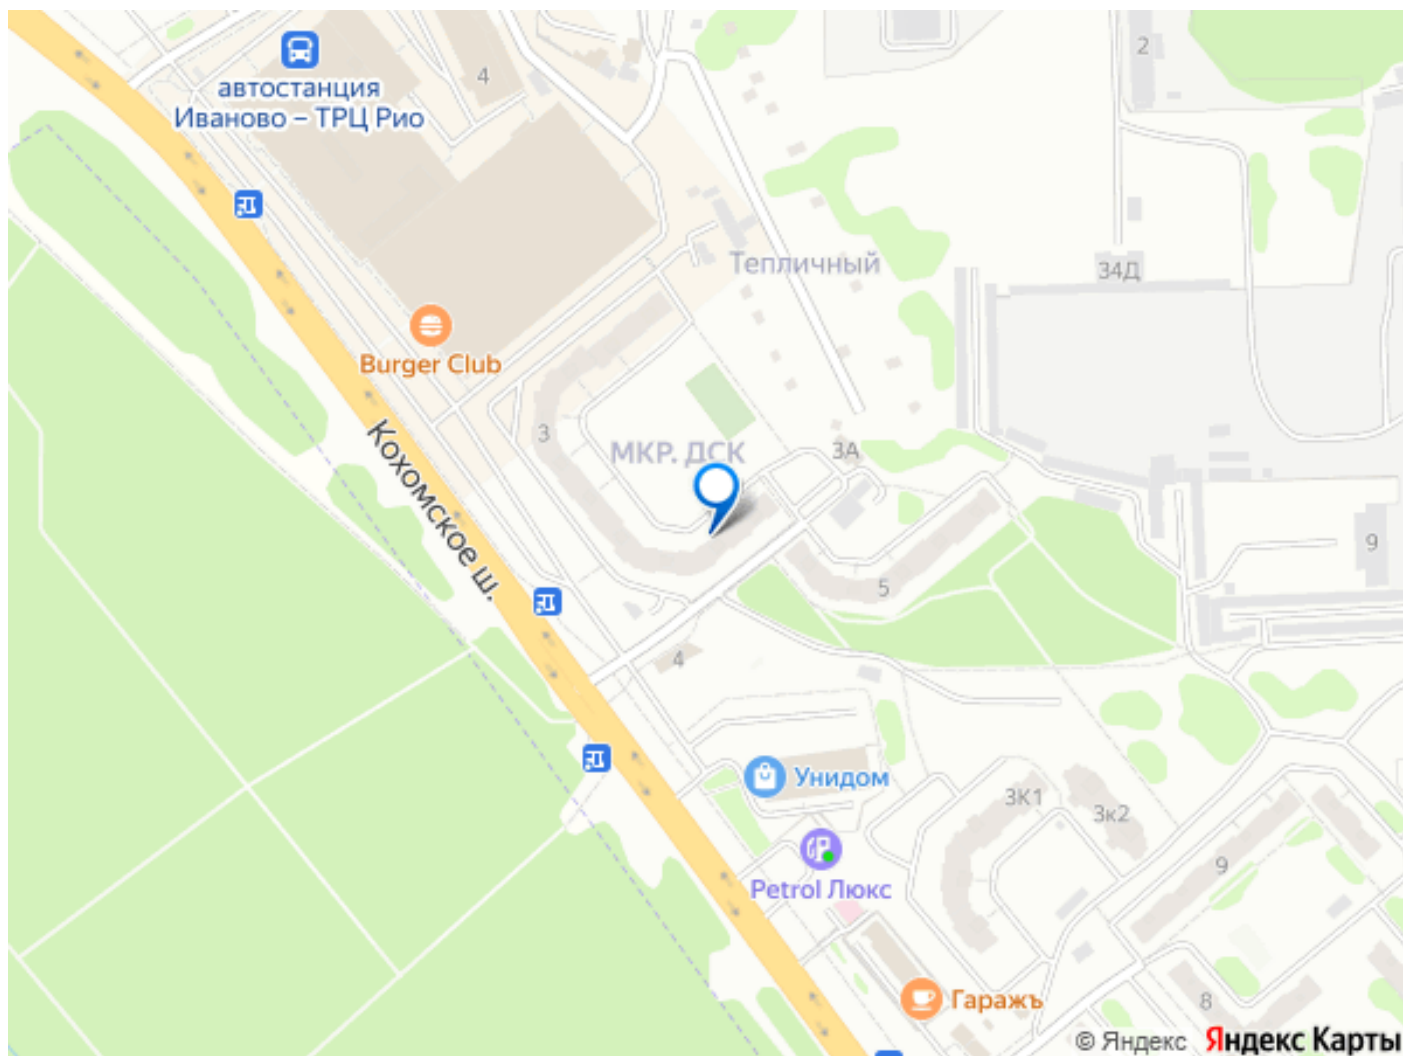 2
4
автостанция
Иваново – ТРЦ Рио
Тепличный
34Д
Burger Club
3
МКР. ДСК
3А
Кохомское ш.
9
5
4
Унидом
3К1
3к2
9
Petrol Люкс
Гаражъ
8
© Яндекс Яндекс Карты